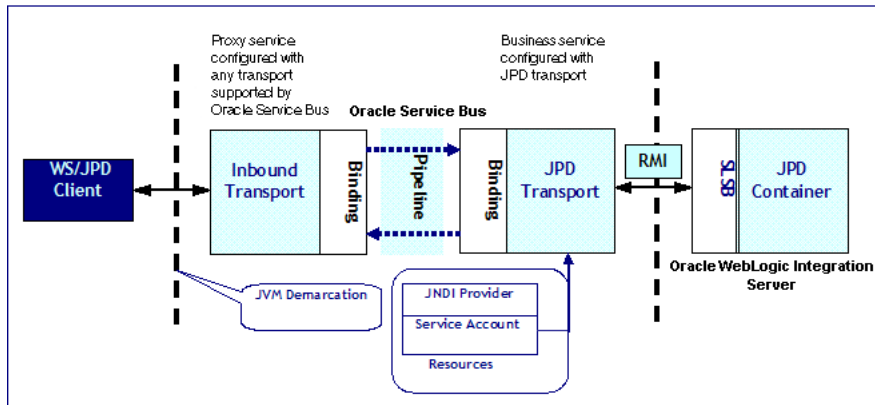 Proxy service
configured with
any transport
supported by
Oracle Service Bus
Business service
configured with
JPD transport
Oracle Service Bus
WS/JPD
Client
Inbound
Transport
Binding
Pipeline
Binding
JPD
Transport
RMI
SLSB
JPD
Container
Oracle WebLogic Integration
Server
JVM Demarcation
JNDI Provider
Service Account
Resources